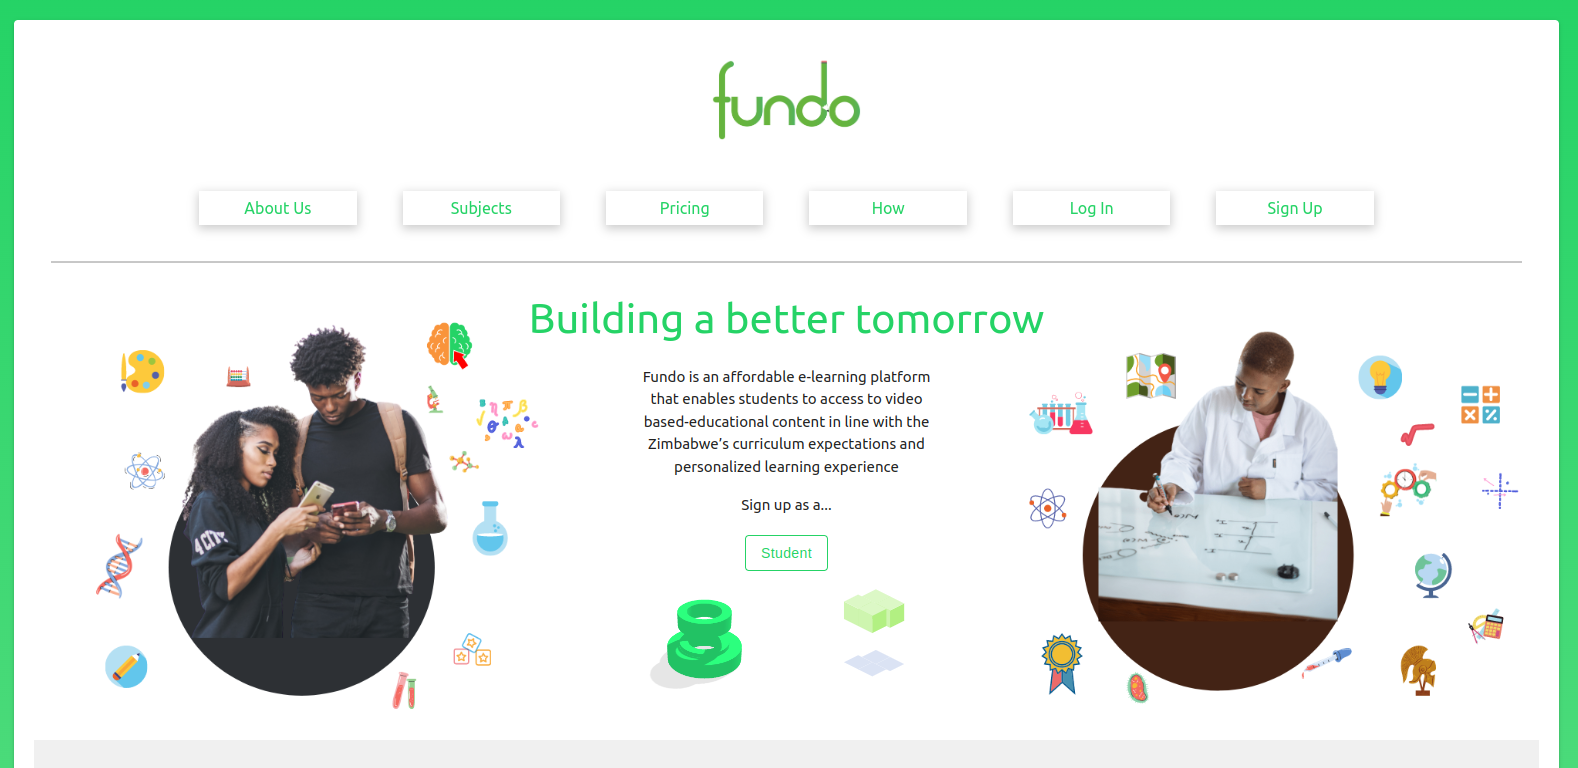 fundo
About Us
Subjects
Pricing
How
Log In
Sign Up
Building a better tomorrow
Fundo is an affordable e-learning platform
that enables students to access to video
based-educational content in line with the
Zimbabwe’s curriculum expectations and
personalized learning experience
Sign up as a...
Student
4 CITY